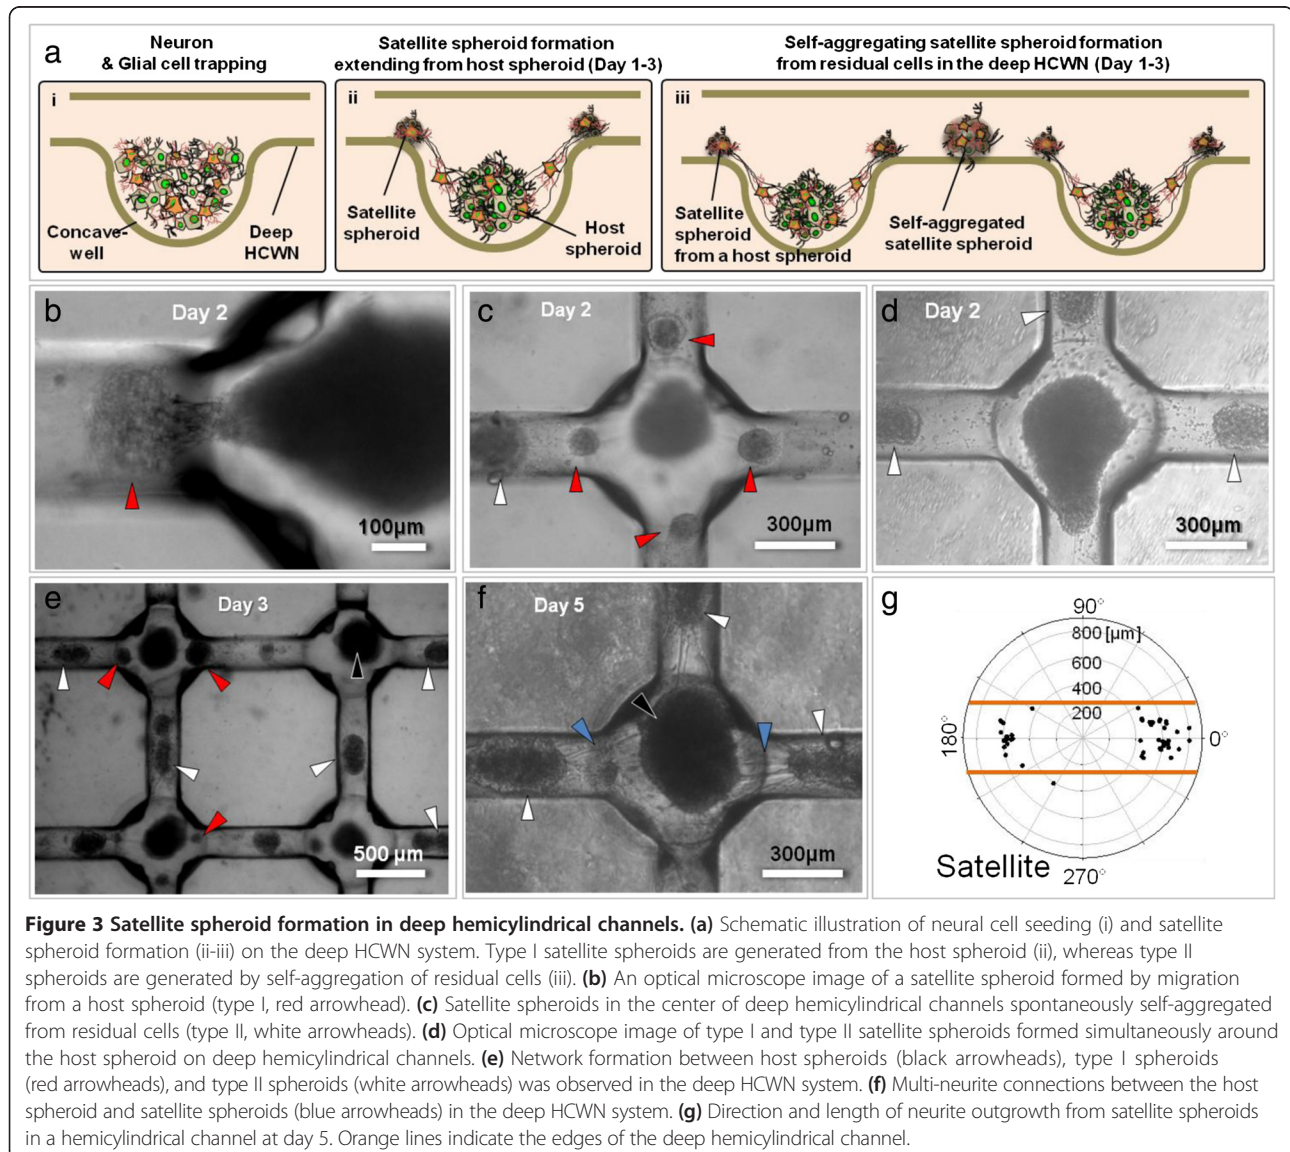 a
Neuron
& Glial cell trapping
Satellite spheroid formation
extending from host spheroid (Day 1-3)
Self-aggregating satellite spheroid formation
from residual cells in the deep HCWN (Day 1-3)
i
Concave-
well
Deep
HCWN
ii
Satellite
spheroid
Host
spheroid
iii
Satellite
spheroid
from a host spheroid
Self-aggregated
satellite spheroid
b
Day 2
100µm
c
Day 2
300µm
d
Day 2
300µm
e
Day 3
500 µm
f
Day 5
300µm
g
90°
800 [µm]
600
400
200
180°
0°
270°
Satellite
Figure 3 Satellite spheroid formation in deep hemicylindrical channels. (a) Schematic illustration of neural cell seeding (i) and satellite
spheroid formation (ii-iii) on the deep HCWN system. Type I satellite spheroids are generated from the host spheroid (ii), whereas type II
spheroids are generated by self-aggregation of residual cells (iii). (b) An optical microscope image of a satellite spheroid formed by migration
from a host spheroid (type I, red arrowhead). (c) Satellite spheroids in the center of deep hemicylindrical channels spontaneously self-aggregated
from residual cells (type II, white arrowheads). (d) Optical microscope image of type I and type II satellite spheroids formed simultaneously around
the host spheroid on deep hemicylindrical channels. (e) Network formation between host spheroids (black arrowheads), type I spheroids
(red arrowheads), and type II spheroids (white arrowheads) was observed in the deep HCWN system. (f) Multi-neurite connections between the host
spheroid and satellite spheroids (blue arrowheads) in the deep HCWN system. (g) Direction and length of neurite outgrowth from satellite spheroids
in a hemicylindrical channel at day 5. Orange lines indicate the edges of the deep hemicylindrical channel.